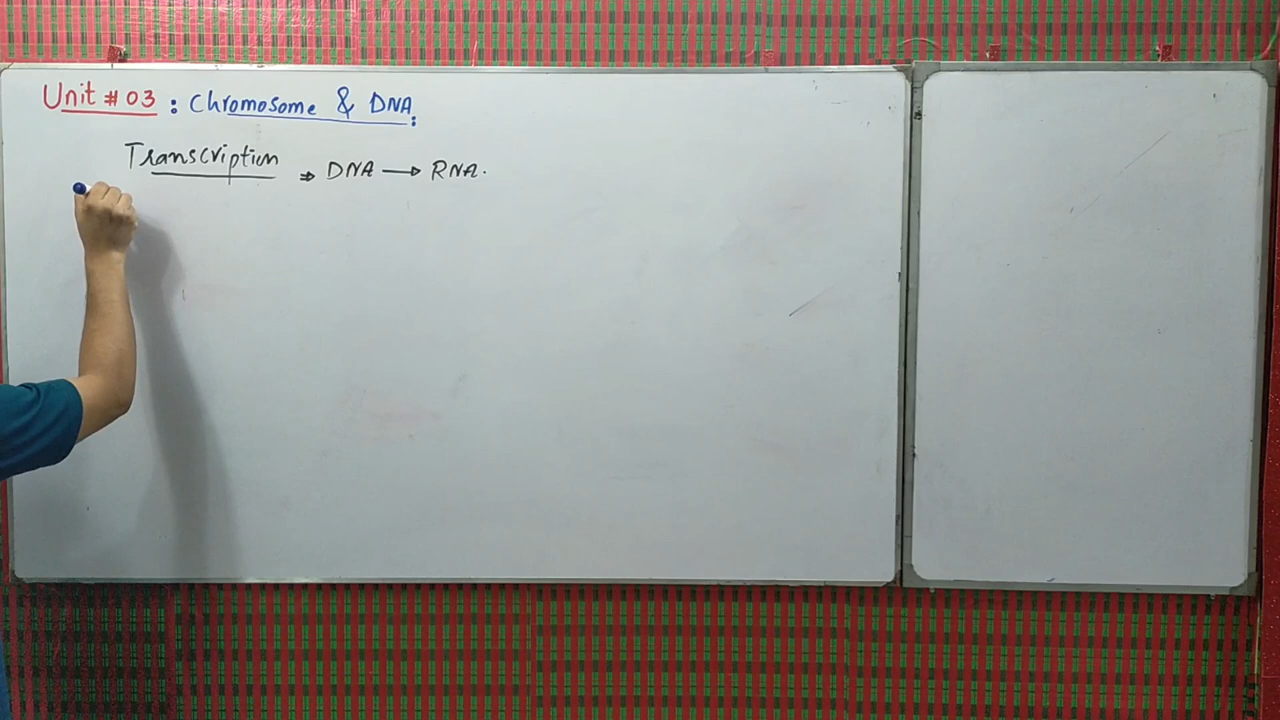 Unit # 03 : Chromosome & DNA:
Transcription ⇒ DNA → RNA.